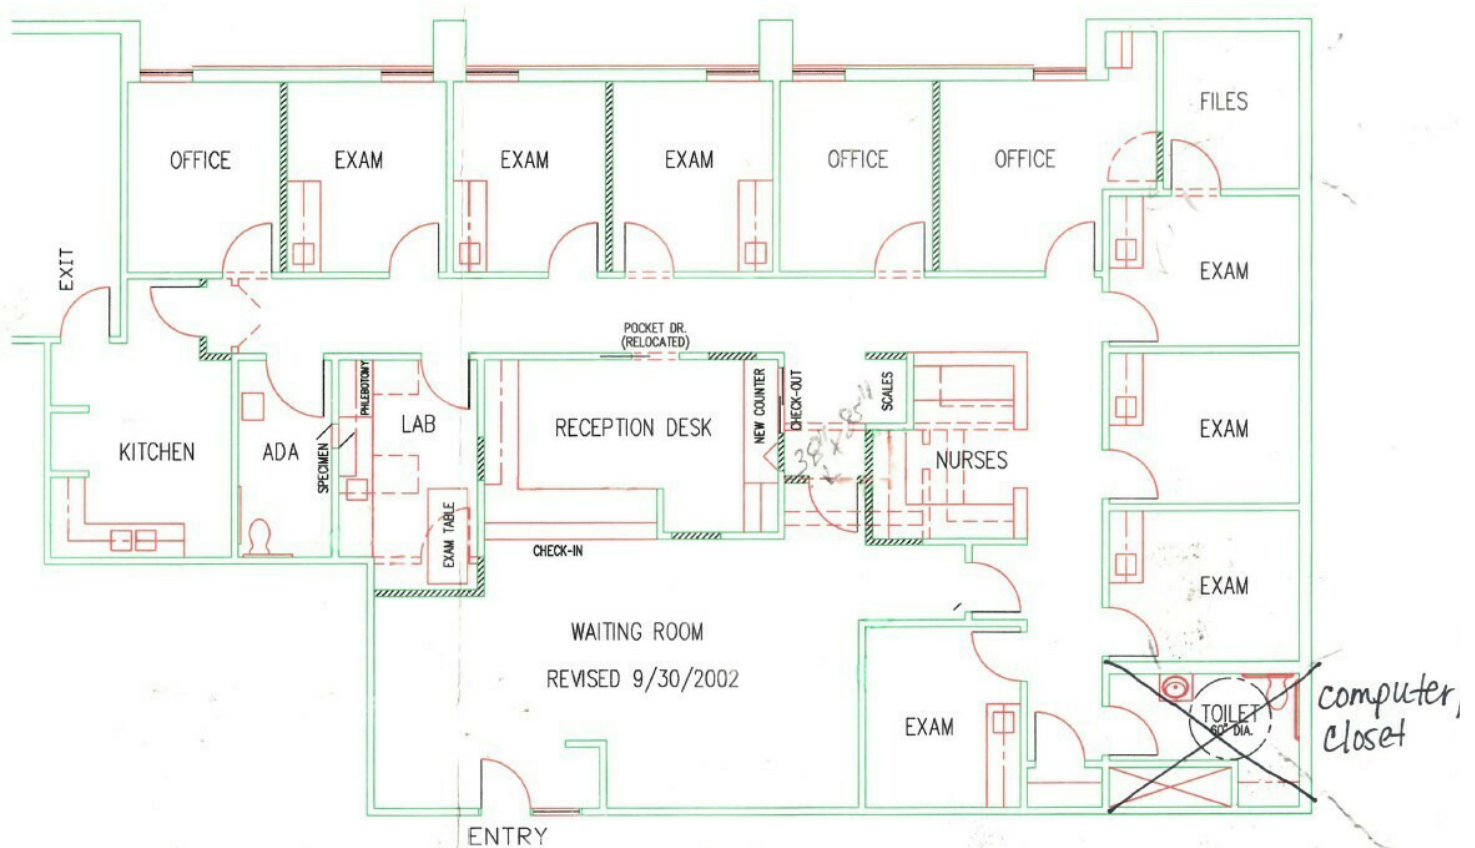 FILES
OFFICE
EXAM
EXAM
EXAM
OFFICE
OFFICE
EXIT
EXAM
POCKET DR.
(RELOCATED)
PHLEBOTOMY
LAB
RECEPTION DESK
NEW COUNTER
CHECK-OUT
SCALES
EXAM
KITCHEN
ADA
SPECIMEN
NURSES
EXAM TABLE
CHECK-IN
EXAM
WAITING ROOM
REVISED 9/30/2002
EXAM
TOILET
60" DIA.
computer/
closet
ENTRY